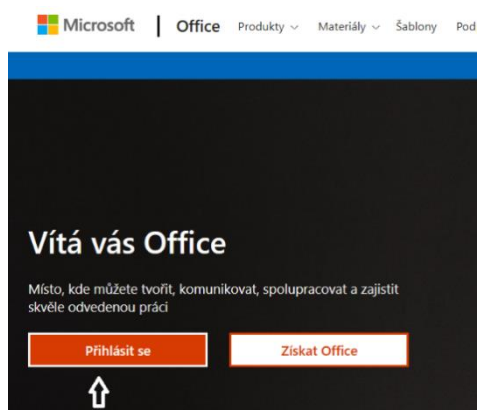 Microsoft | Office Produkty Materiály Šablony Pod
Vítá vás Office
Místo, kde můžete tvořit, komunikovat, spolupracovat a zajistit
skvěle odvedenou práci
Přihlásit se Získat Office